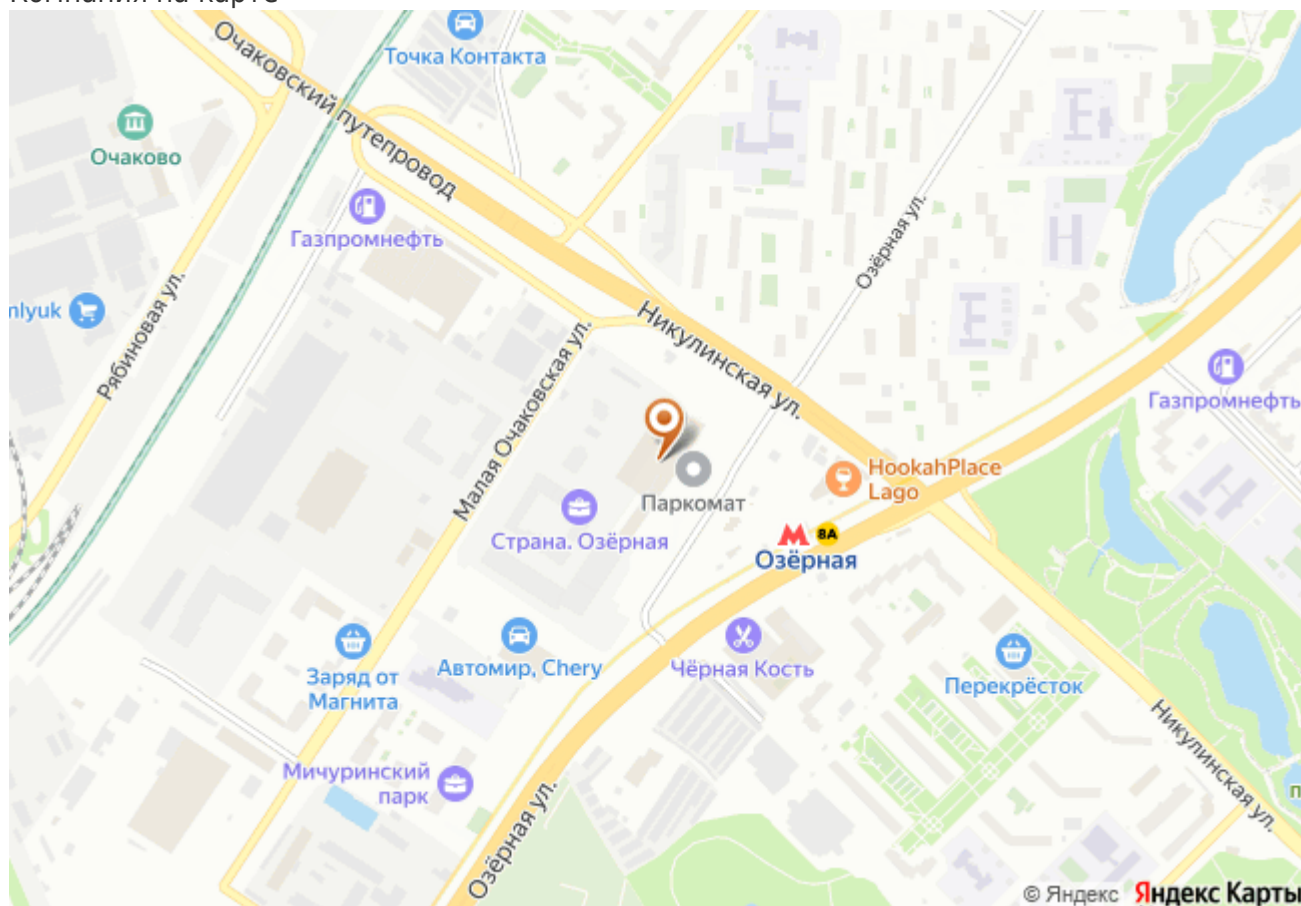 Компания на карте
Очаковский путепровод
Точка Контакта
Очаково
Газпромнефть
Озёрная ул.
nlyuk
Рябиновая ул.
Никулинская ул.
Газпромнефть
Малая Очаковская ул.
HookahPlace
Lago
Паркомат
Страна. Озёрная
8А
Озёрная
Заряд от
Магнита
Автомир, Chery
Чёрная Кость
Перекрёсток
Мичуринский
парк
Озёрная ул.
Никулинская ул.
п
© Яндекс Яндекс Карты